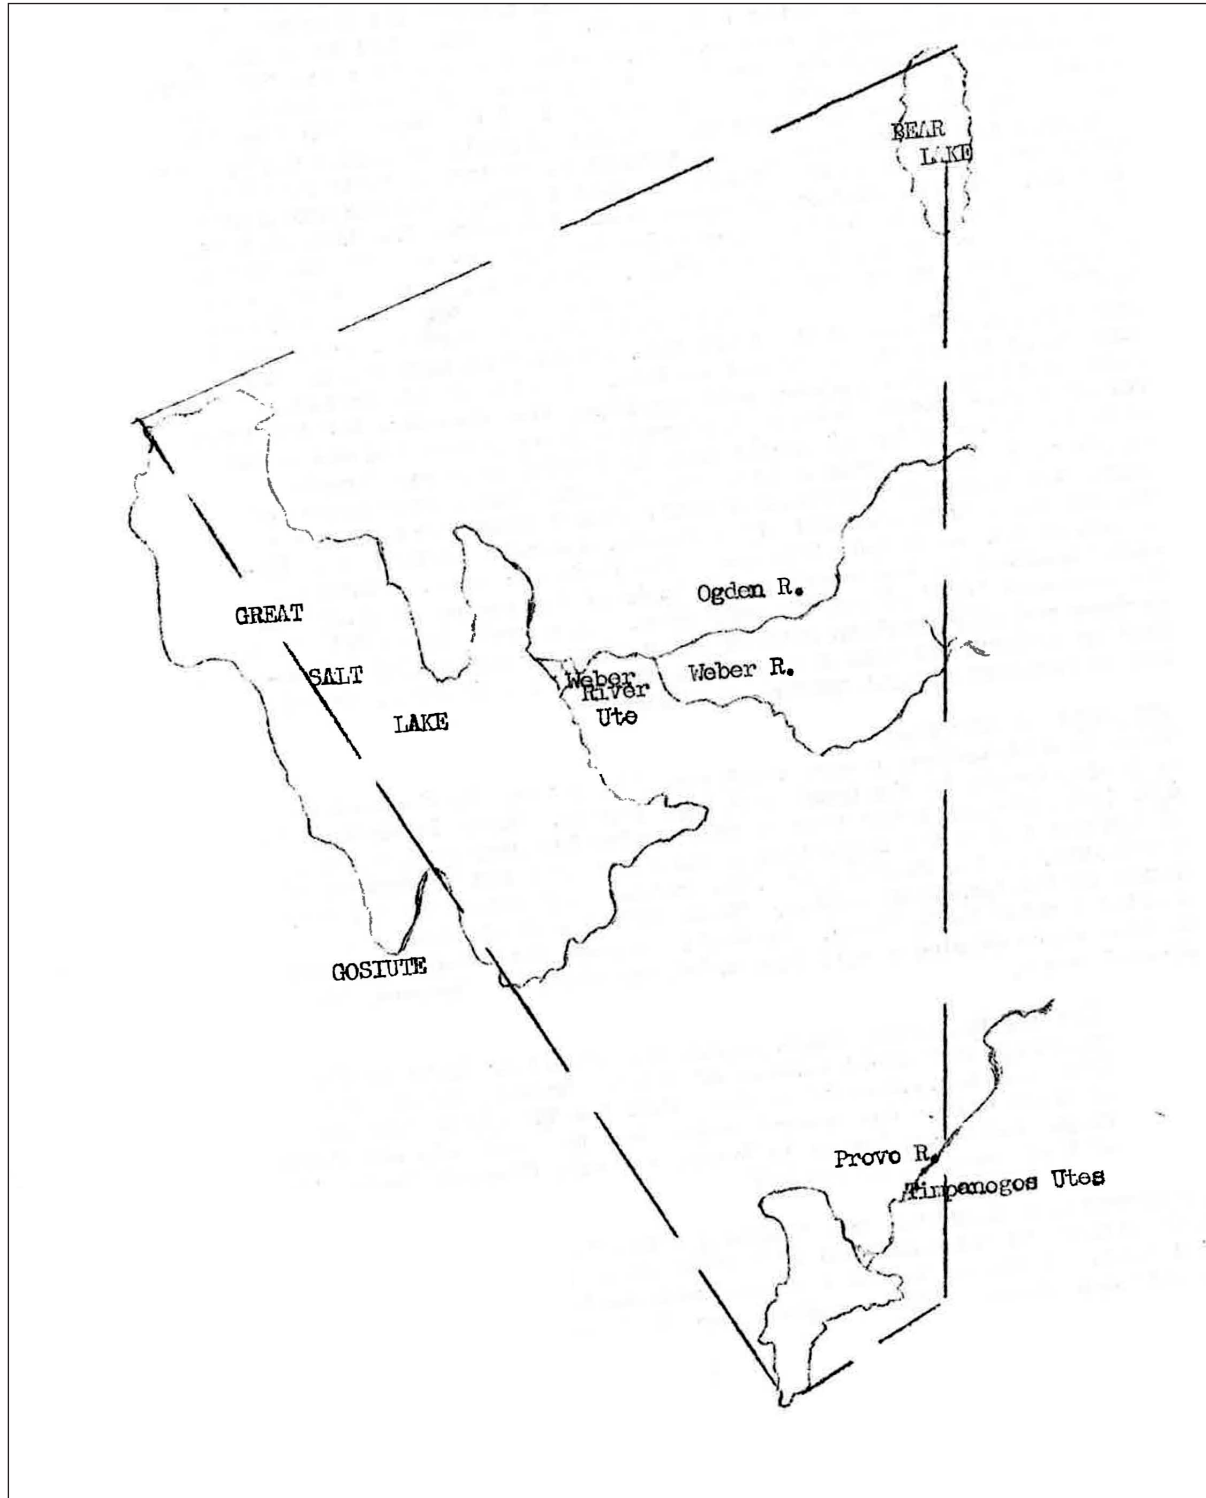 BEAR
LAKE
Ogden R.
GREAT
SALT
LAKE
Weber
River
Ute
Weber R.
GOSIUTE
Provo R.
Timpanogos Utes